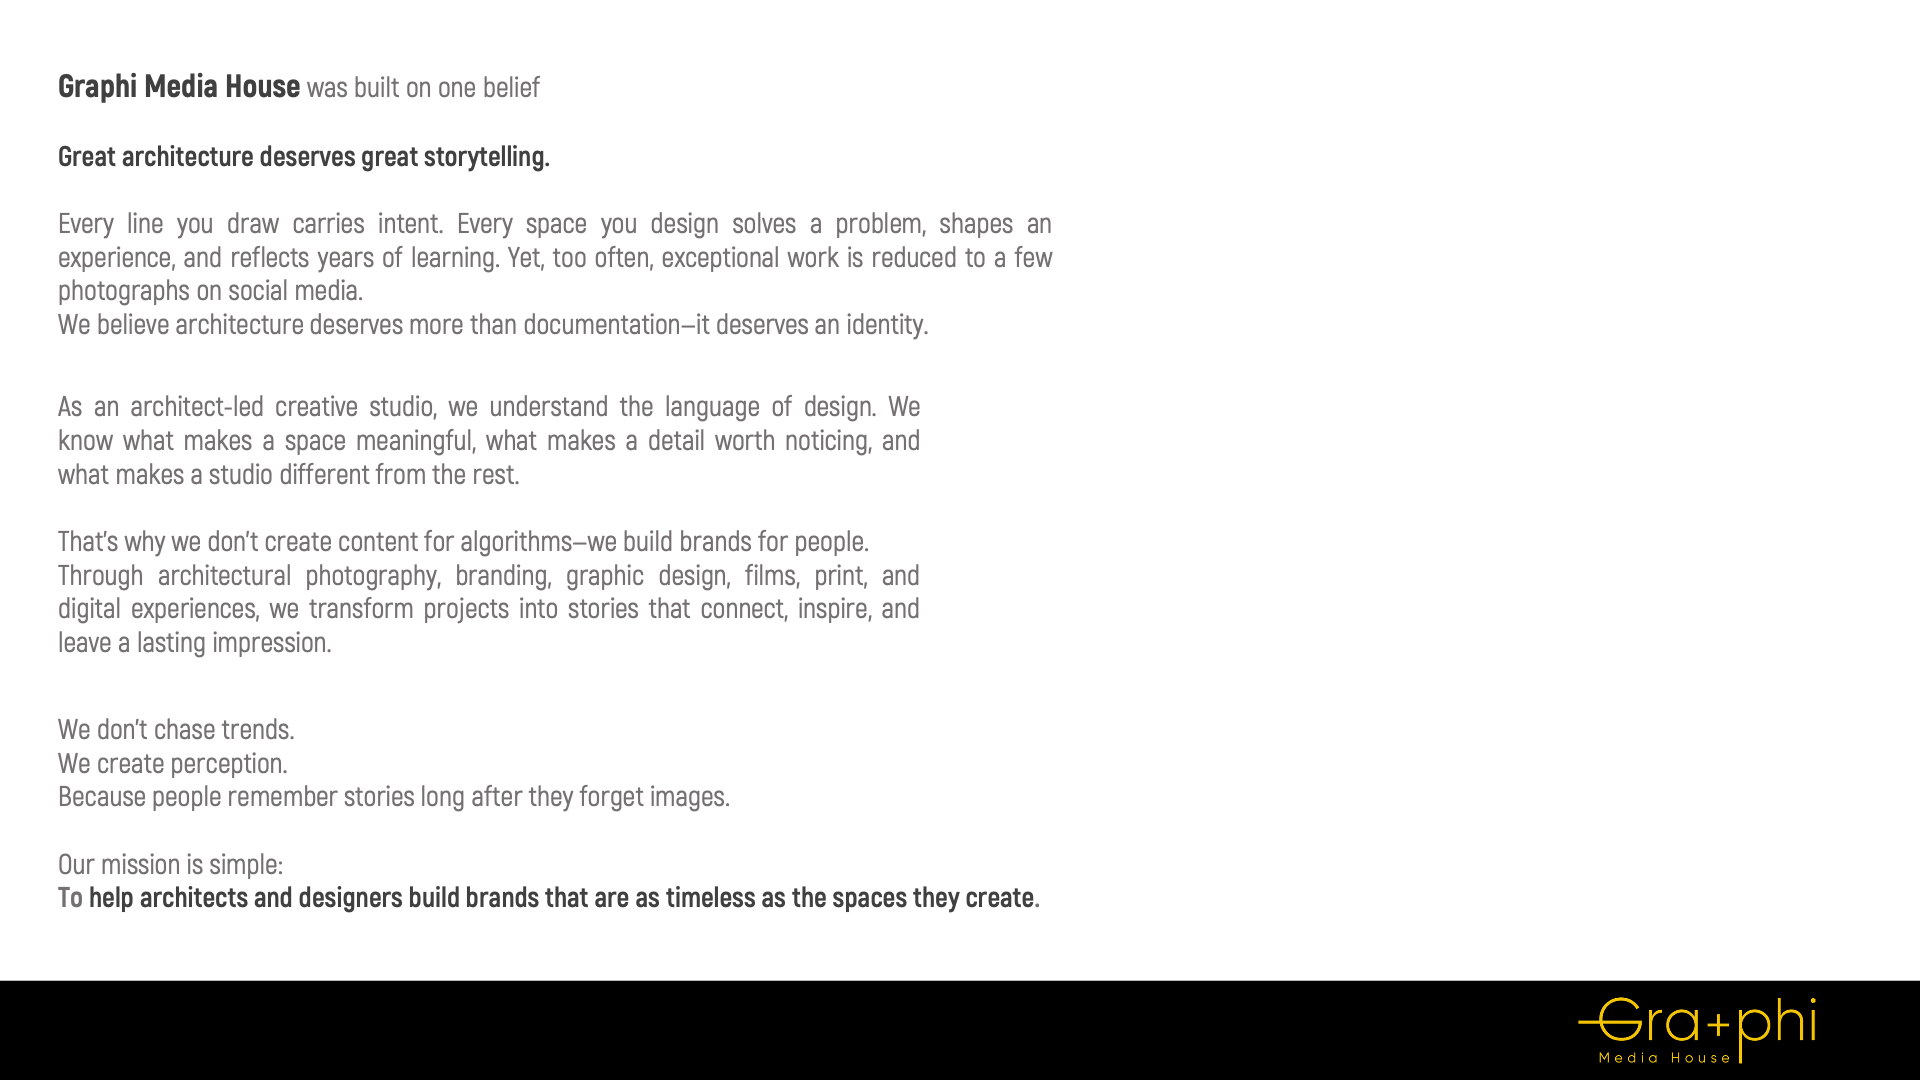 Graphi Media House was built on one belief
Great architecture deserves great storytelling.
Every line you draw carries intent. Every space you design solves a problem, shapes an
experience, and reflects years of learning. Yet, too often, exceptional work is reduced to a few
photographs on social media.
We believe architecture deserves more than documentation—it deserves an identity.
As an architect-led creative studio, we understand the language of design. We
know what makes a space meaningful, what makes a detail worth noticing, and
what makes a studio different from the rest.
That's why we don't create content for algorithms—we build brands for people.
Through architectural photography, branding, graphic design, films, print, and
digital experiences, we transform projects into stories that connect, inspire, and
leave a lasting impression.
We don't chase trends.
We create perception.
Because people remember stories long after they forget images.
Our mission is simple:
To help architects and designers build brands that are as timeless as the spaces they create.
Gra+phi
Media House